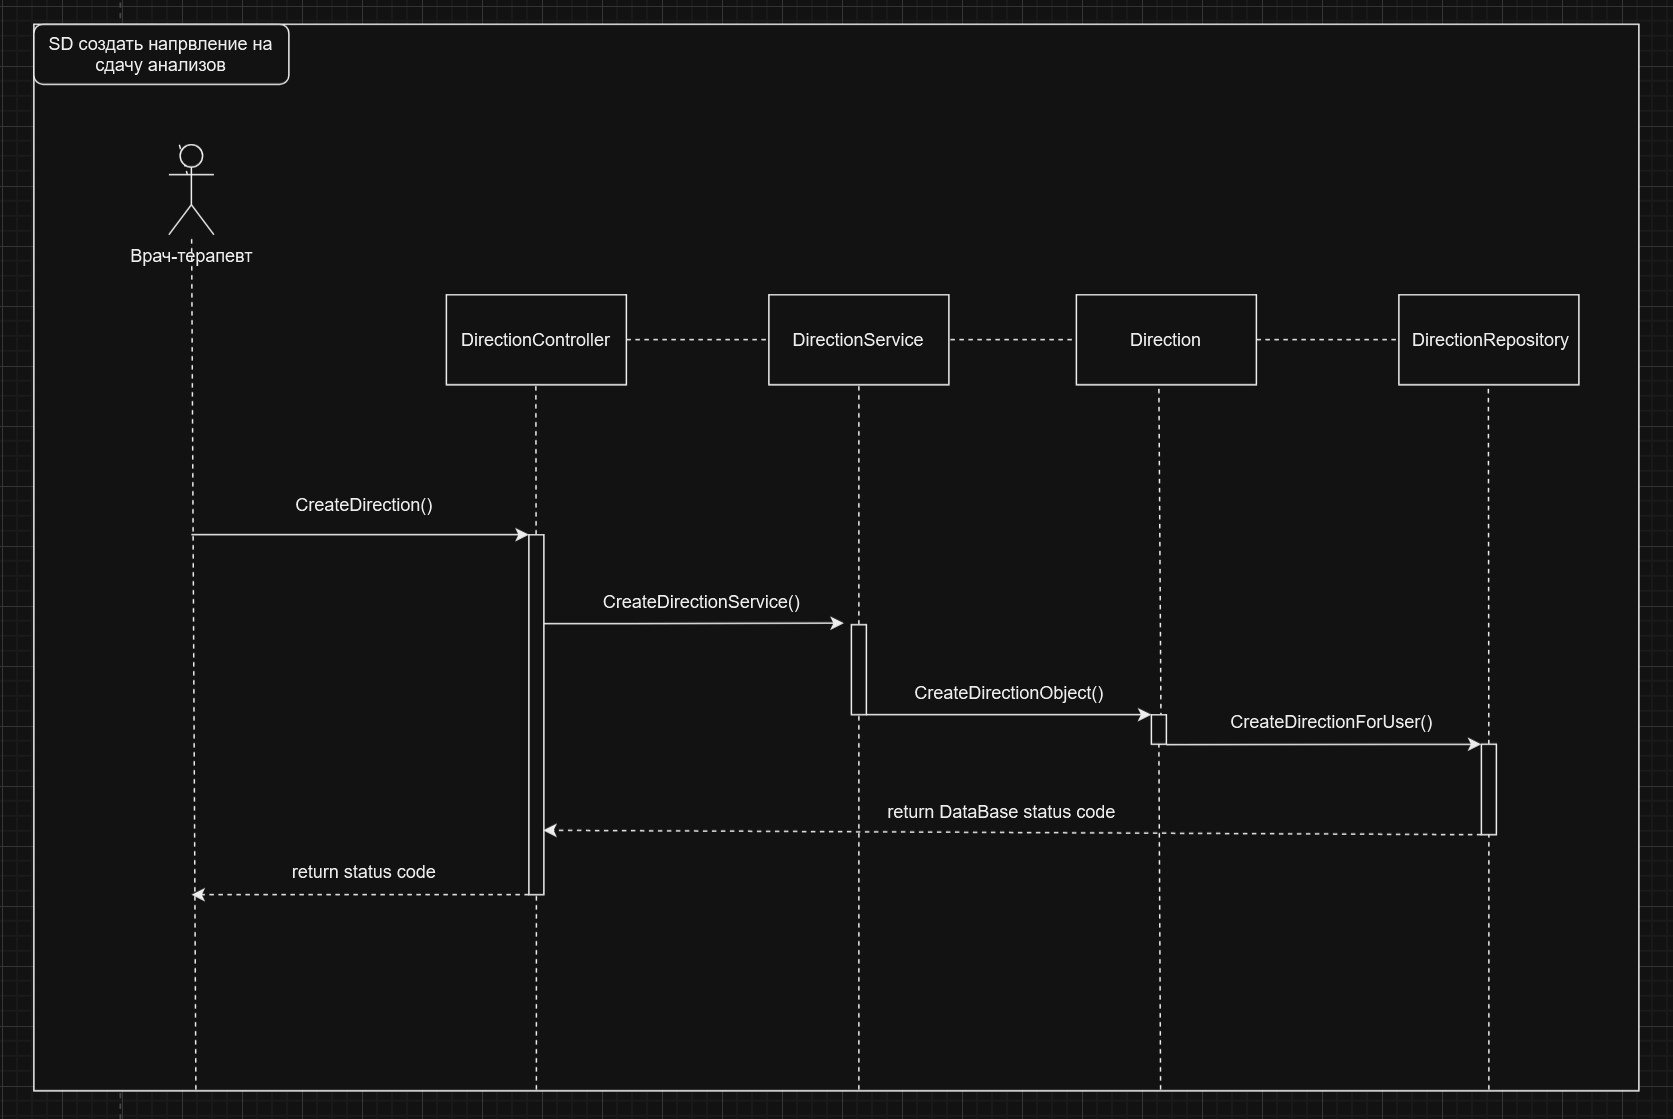 SD создать напрвление на
сдачу анализов
Врач-терапевт
DirectionController
DirectionService
Direction
DirectionRepository
CreateDirection()
CreateDirectionService()
CreateDirectionObject()
CreateDirectionForUser()
return DataBase status code
return status code